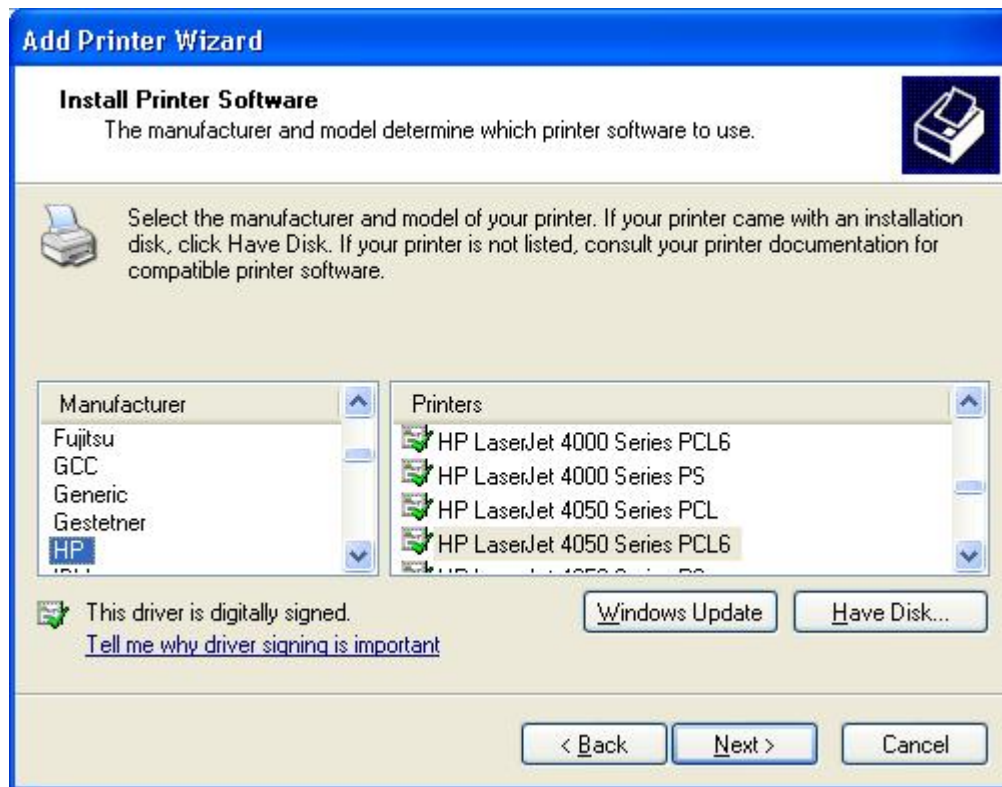 Add Printer Wizard
Install Printer Software
The manufacturer and model determine which printer software to use.
Select the manufacturer and model of your printer. If your printer came with an installation
disk, click Have Disk. If your printer is not listed, consult your printer documentation for
compatible printer software.
Manufacturer
Fujitsu
GCC
Generic
Gestetner
HP
Printers
HP LaserJet 4000 Series PCL6
HP LaserJet 4000 Series PS
HP LaserJet 4050 Series PCL
HP LaserJet 4050 Series PCL6
This driver is digitally signed.
Tell me why driver signing is important
Windows Update
Have Disk...
< Back
Next >
Cancel